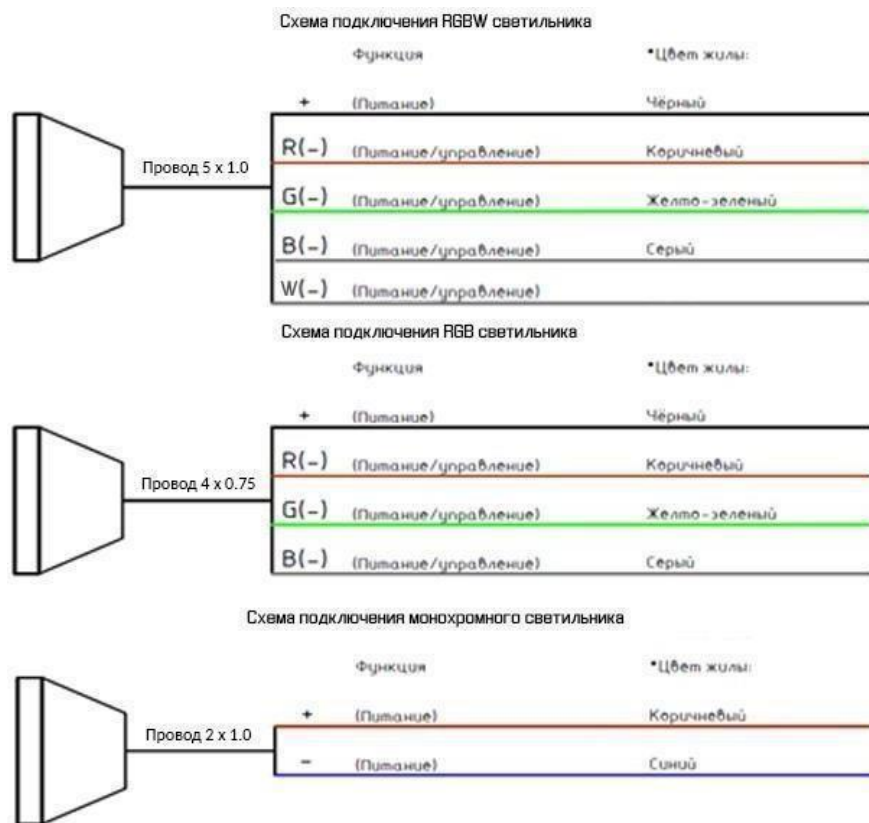 Схема подключения RGBW светильника
Функция *Цвет жилы:
+ (Питание) Чёрный
R(-) (Питание/управление) Коричневый
Провод 5 х 1.0
G(-) (Питание/управление) Желто-зеленый
B(-) (Питание/управление) Серый
W(-) (Питание/управление)
Схема подключения RGB светильника
Функция *Цвет жилы:
+ (Питание) Чёрный
R(-) (Питание/управление) Коричневый
Провод 4 х 0.75
G(-) (Питание/управление) Желто-зеленый
B(-) (Питание/управление) Серый
Схема подключения монохромного светильника
Функция *Цвет жилы:
+ (Питание) Коричневый
Провод 2 х 1.0
- (Питание) Синий